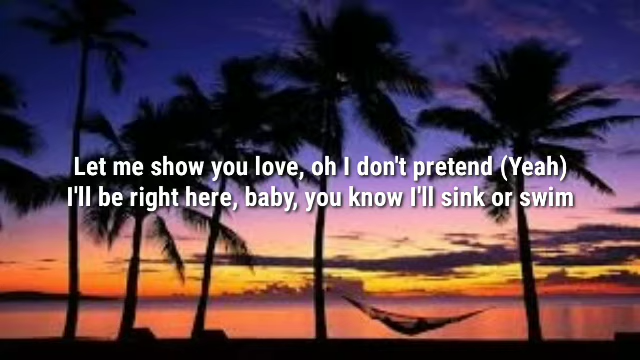 Let me show you love, oh I don't pretend (Yeah)
I'll be right here, baby, you know I'll sink or swim